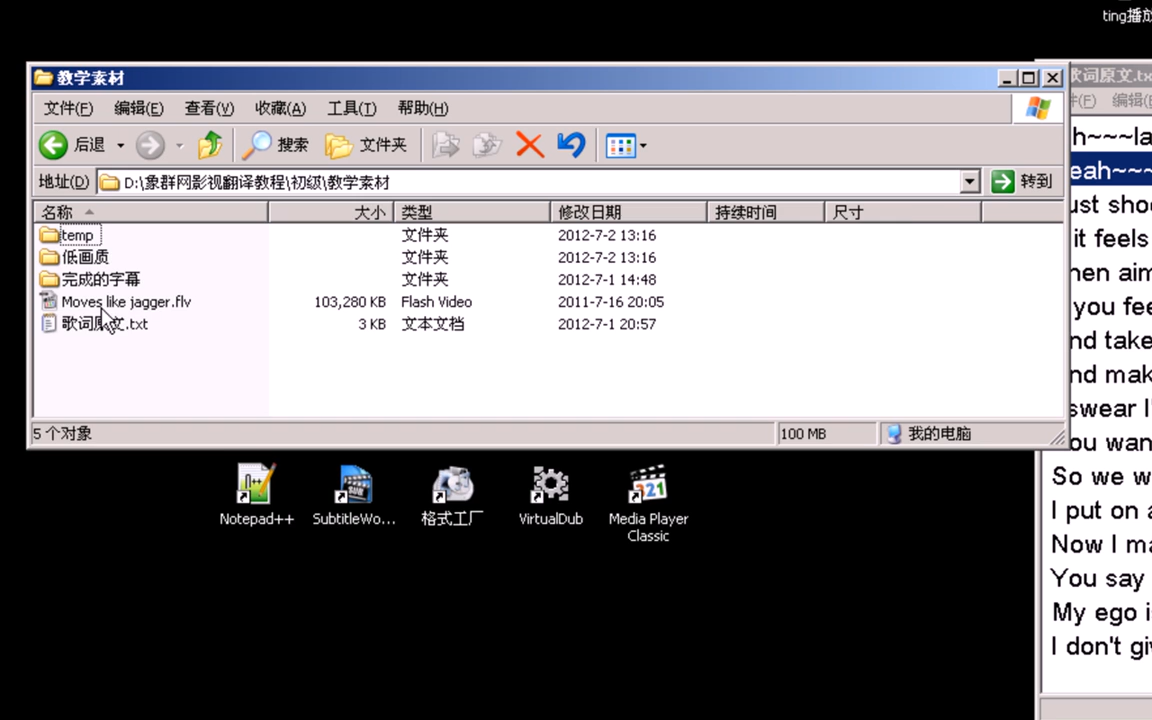 ting播放
教学素材
文件(F) 编辑(E) 查看(V) 收藏(A) 工具(T) 帮助(H)
后退 搜索 文件夹
地址(D) D:\象群网影视翻译教程\初级\教学素材 转到
名称 大小 类型 修改日期 持续时间 尺寸
temp 文件夹 2012-7-2 13:16
低画质 文件夹 2012-7-2 13:16
完成的字幕 文件夹 2012-7-1 14:48
Moves like jagger.flv 103,280 KB Flash Video 2011-7-16 20:05
歌词原文.txt 3 KB 文本文档 2012-7-1 20:57
5 个对象 100 MB 我的电脑
Notepad++ SubtitleWo... 格式工厂 VirtualDub Media Player Classic
321
歌词原文.tx
件(F) 编辑(E
h~~~la
eah~~~
ust shoo
it feels
hen aim
you fee
nd take
nd mak
swear I'
ou wan
So we w
I put on a
Now I ma
You say
My ego i
I don't giv